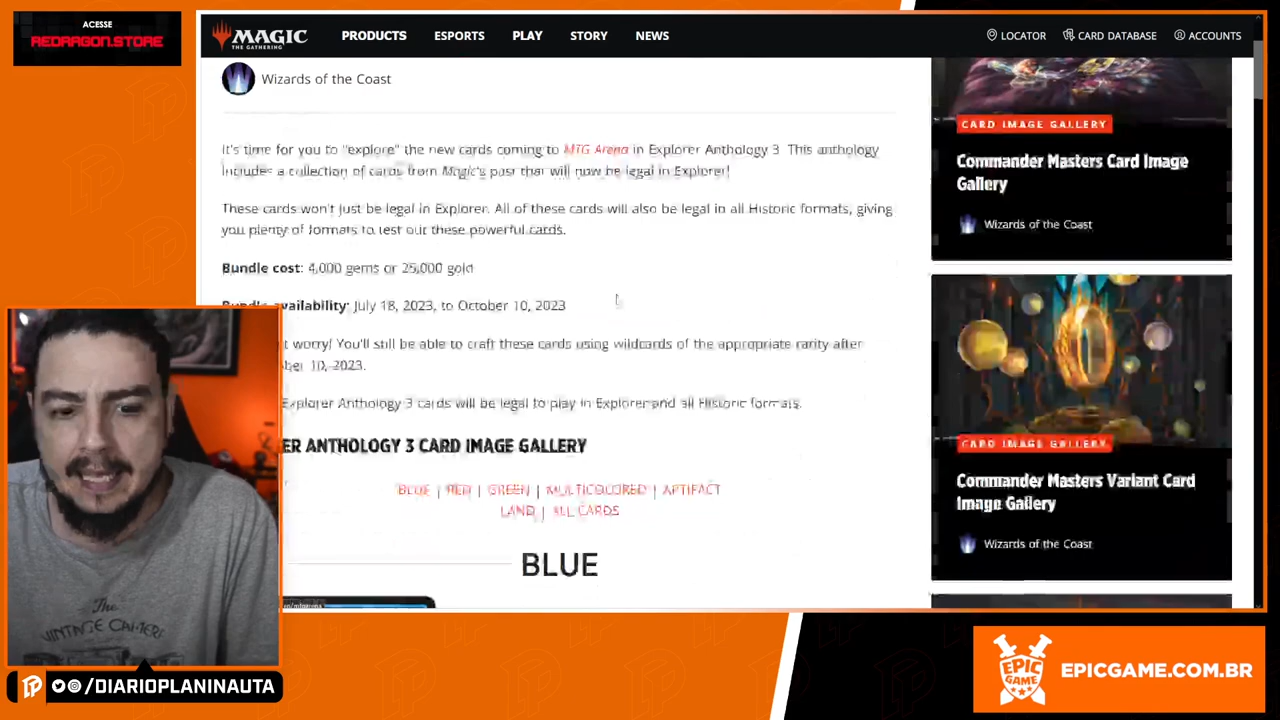 ACESSE
REDRAGON.STORE
MAGIC
THE GATHERING
PRODUCTS ESPORTS PLAY STORY NEWS
LOCATOR CARD DATABASE ACCOUNTS
Wizards of the Coast
It's time for you to "explore" the new cards coming to MTG Arena in Explorer Anthology 3 This anthology
includes a collection of cards from Magic's past that will now be legal in Explorer!
These cards won't just be legal in Explorer. All of these cards will also be legal in all Historic formats, giving
you plenty of formats to test out these powerful cards.
Bundle cost: 4,000 gems or 25,000 gold
Bundle availability: July 18, 2023, to October 10, 2023
t worry! You'll still be able to craft these cards using wildcards of the appropriate rarity after
ber 10, 2023.
Explorer Anthology 3 cards will be legal to play in Explorer and all Historic formats.
ER ANTHOLOGY 3 CARD IMAGE GALLERY
BLUE | RED | GREEN | MULTICOLORED | ARTIFACT
LAND | ALL CARDS
BLUE
CARD IMAGE GALLERY
Commander Masters Card Image
Gallery
Wizards of the Coast
CARD IMAGE GALLERY
Commander Masters Variant Card
Image Gallery
Wizards of the Coast
The
VINTAGE GAMERS
/DIARIOPLANINAUTA
EPIC
GAME
EPICGAME.COM.BR